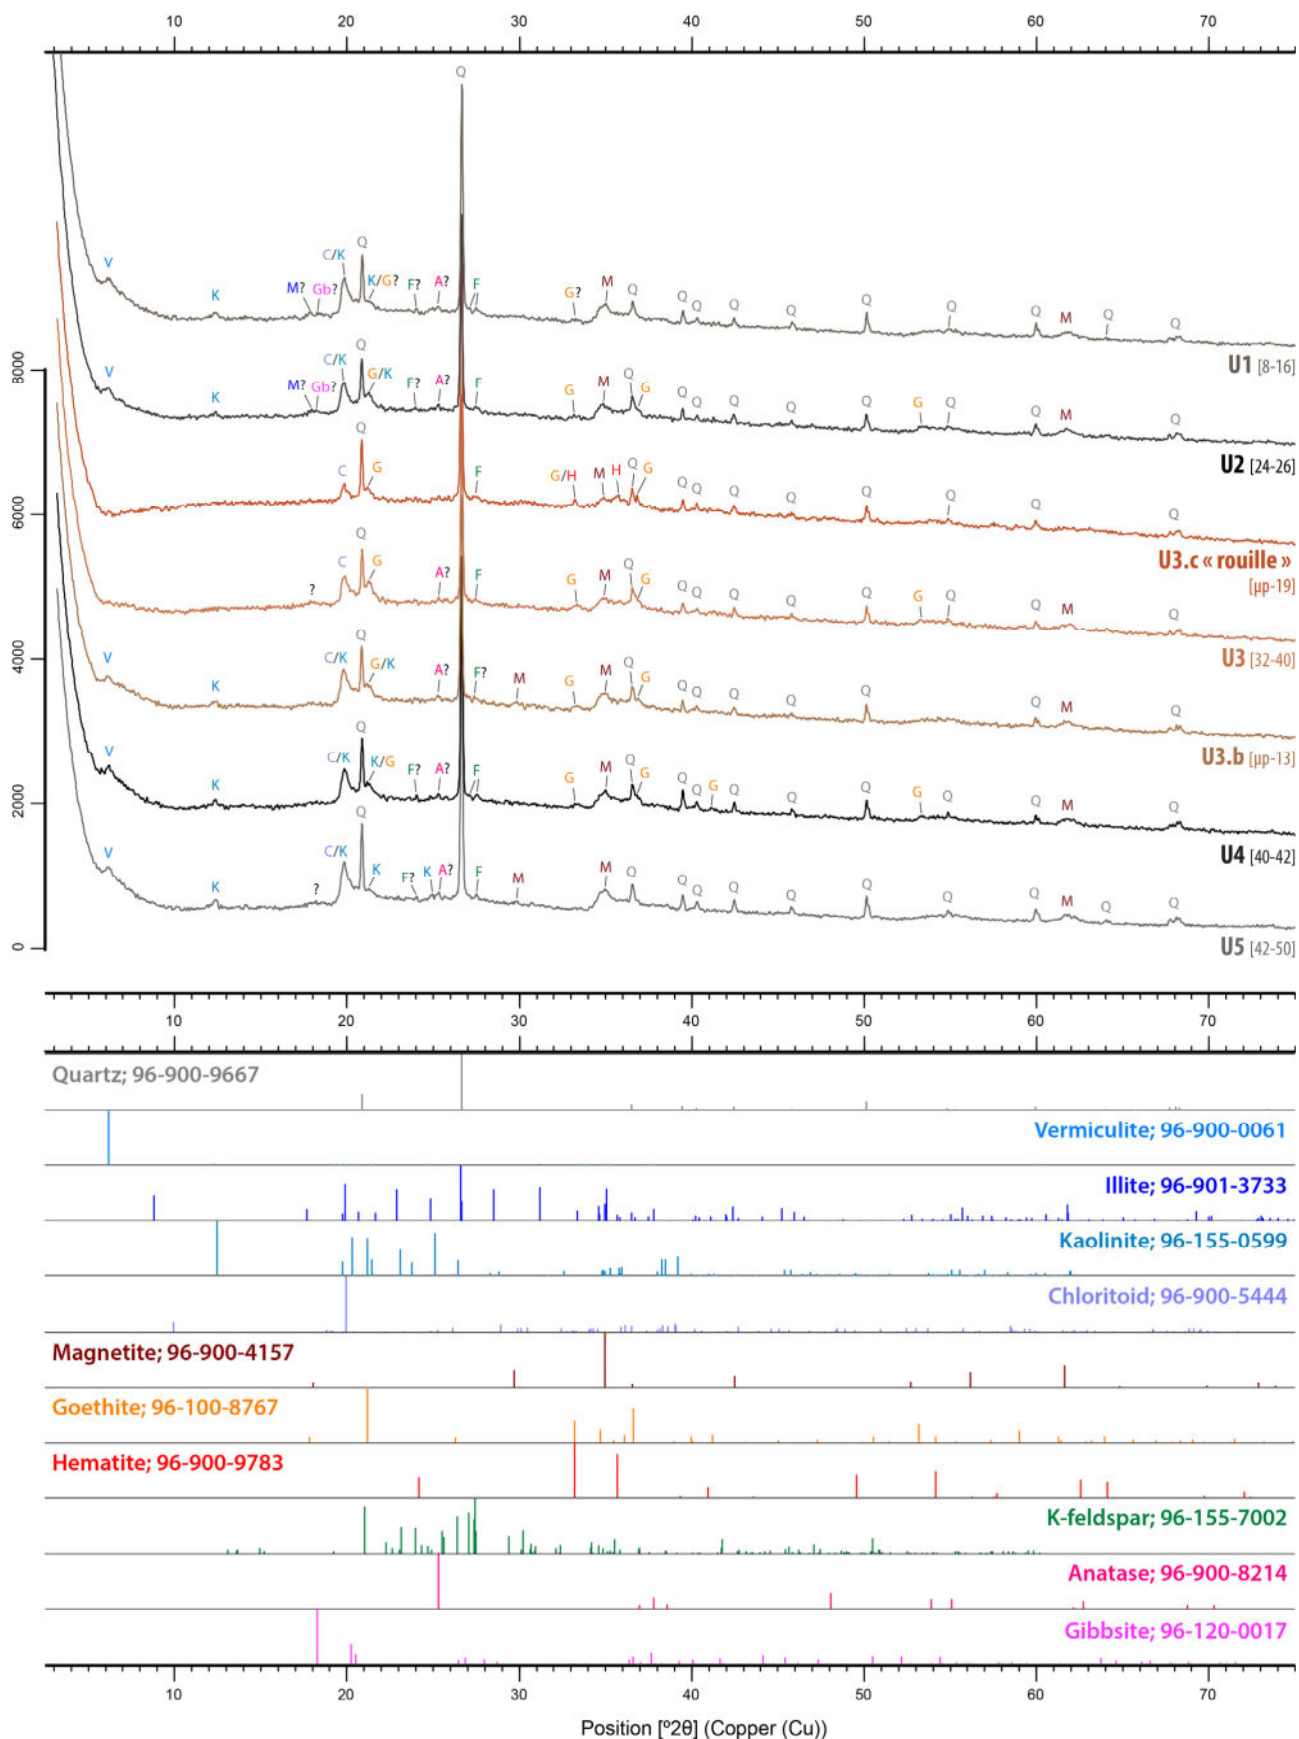 10 20 30 40 50 60 70
Q
V K M? Gb? C/K Q K/G? F? A? F G? M Q Q Q Q Q Q Q Q M Q Q
U1 [8-16]
8000
V K M? Gb? C/K Q G/K F? A? F G M Q G Q Q Q Q Q G Q Q M Q
U2 [24-26]
6000
C Q G F G/H M H Q G Q Q Q Q Q Q Q Q
U3.c « rouille »
[µp-19]
? C Q G A? F G M Q G Q Q Q Q Q G Q Q M Q
U3 [32-40]
4000
V K C/K Q G/K A? F? M G M Q G Q Q Q Q Q Q M Q
U3.b [µp-13]
V K C/K Q K/G F? A? F G M Q G Q Q G Q Q Q G Q Q M Q
U4 [40-42]
2000
V K ? C/K Q K F? K A? F M M Q Q Q Q Q Q Q Q M Q Q
U5 [42-50]
0
10 20 30 40 50 60 70
Quartz; 96-900-9667
Vermiculite; 96-900-0061
Illite; 96-901-3733
Kaolinite; 96-155-0599
Chloritoid; 96-900-5444
Magnetite; 96-900-4157
Goethite; 96-100-8767
Hematite; 96-900-9783
K-feldspar; 96-155-7002
Anatase; 96-900-8214
Gibbsite; 96-120-0017
10 20 30 40 50 60 70
Position [º2θ] (Copper (Cu))